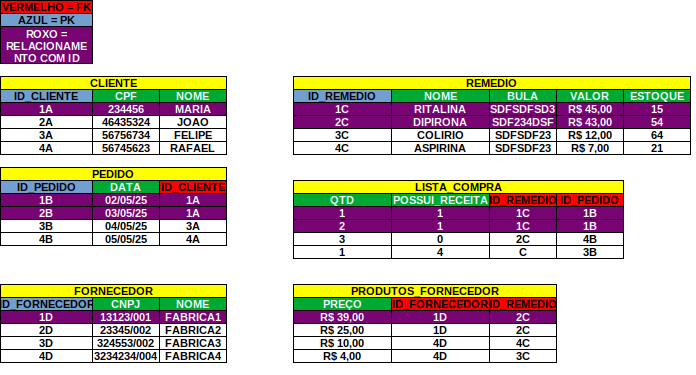 VERMELHO = FK
AZUL = PK
ROXO =
RELACIONAME
NTO COM ID
CLIENTE
ID_CLIENTE CPF NOME
1A 234456 MARIA
2A 46435324 JOAO
3A 56756734 FELIPE
4A 56745623 RAFAEL
REMEDIO
ID_REMEDIO NOME BULA VALOR ESTOQUE
1C RITALINA SDFSDFSD3 R$ 45,00 15
2C DIPIRONA SDF234DSF R$ 43,00 54
3C COLIRIO SDFSDF23 R$ 12,00 64
4C ASPIRINA SDFSDF23 R$ 7,00 21
PEDIDO
ID_PEDIDO DATA ID_CLIENTE
1B 02/05/25 1A
2B 03/05/25 1A
3B 04/05/25 3A
4B 05/05/25 4A
LISTA_COMPRA
QTD POSSUI_RECEITA ID_REMEDIO ID_PEDIDO
1 1 1C 1B
2 1 1C 1B
3 0 2C 4B
1 4 C 3B
FORNECEDOR
D_FORNECEDOR CNPJ NOME
1D 13123/001 FABRICA1
2D 23345/002 FABRICA2
3D 324553/002 FABRICA3
4D 3234234/004 FABRICA4
PRODUTOS_FORNECEDOR
PREÇO ID_FORNECEDOR ID_REMEDIO
R$ 39,00 1D 2C
R$ 25,00 1D 2C
R$ 10,00 4D 4C
R$ 4,00 4D 3C